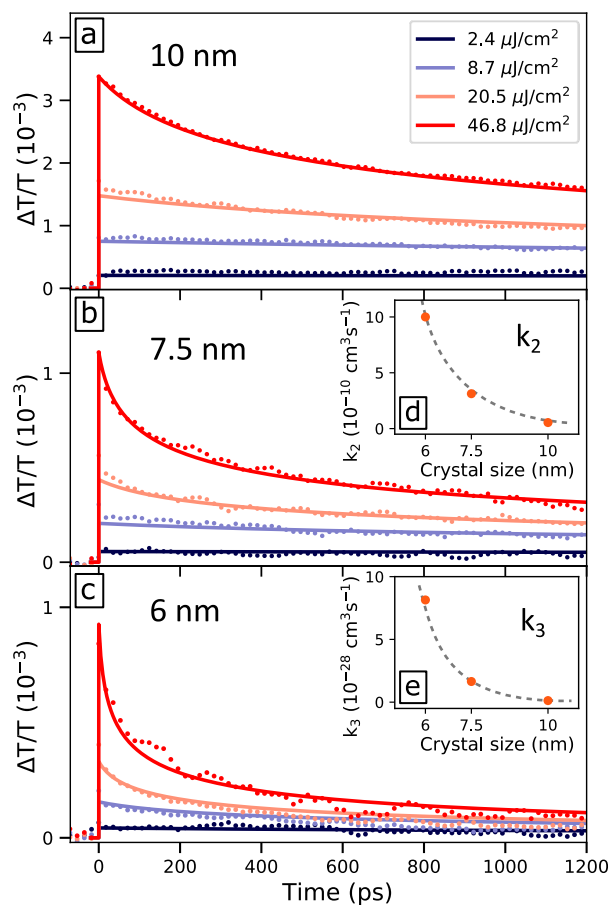 a
10 nm
2.4 μJ/cm²
8.7 μJ/cm²
20.5 μJ/cm²
46.8 μJ/cm²
ΔT/T (10⁻³)
4
3
2
1
0
b
7.5 nm
ΔT/T (10⁻³)
1
0
k₂
d
k₂ (10⁻¹⁰ cm³s⁻¹)
10
5
0
6
7.5
10
Crystal size (nm)
c
6 nm
ΔT/T (10⁻³)
1
0
k₃
e
k₃ (10⁻²⁸ cm³s⁻¹)
10
5
0
6
7.5
10
Crystal size (nm)
0
200
400
600
800
1000
1200
Time (ps)